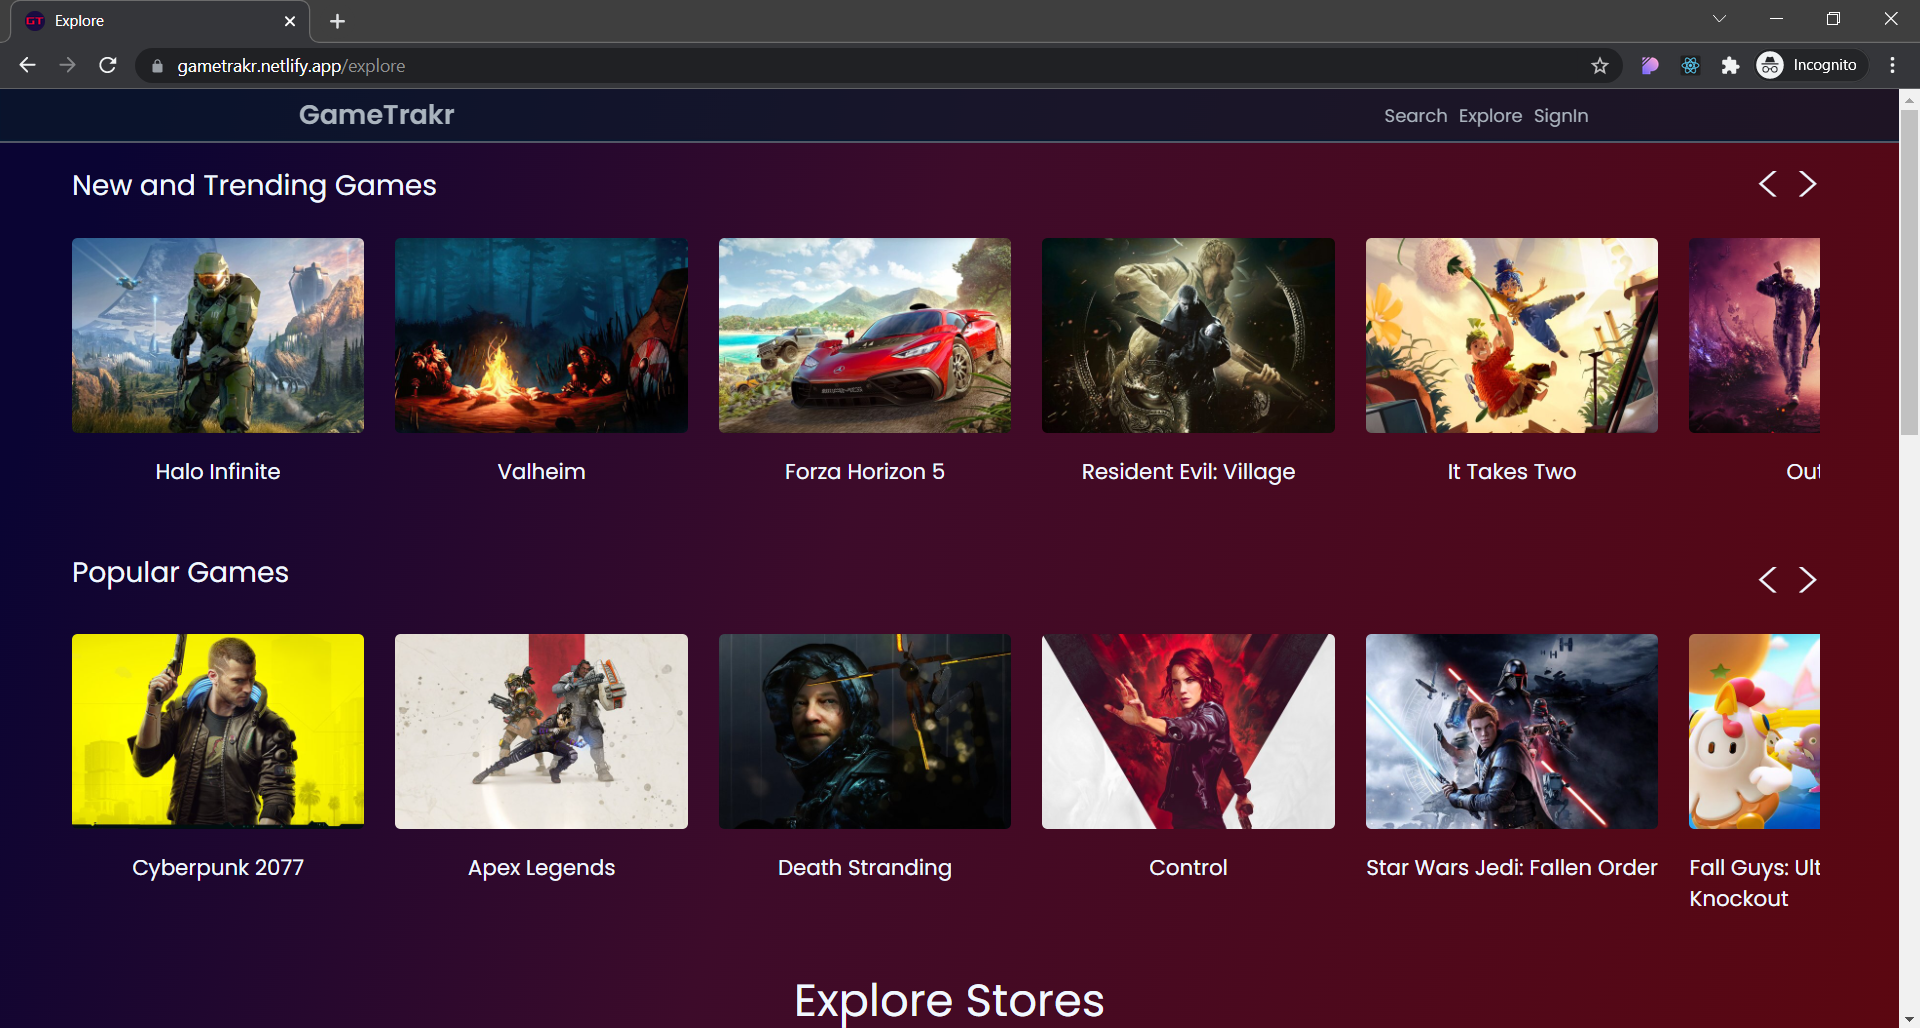 GT Explore
gametrakr.netlify.app/explore
Incognito
GameTrakr
Search Explore SignIn
New and Trending Games
Halo Infinite
Valheim
Forza Horizon 5
Resident Evil: Village
It Takes Two
Out
Popular Games
Cyberpunk 2077
Apex Legends
Death Stranding
Control
Star Wars Jedi: Fallen Order
Fall Guys: Ult
Knockout
Explore Stores